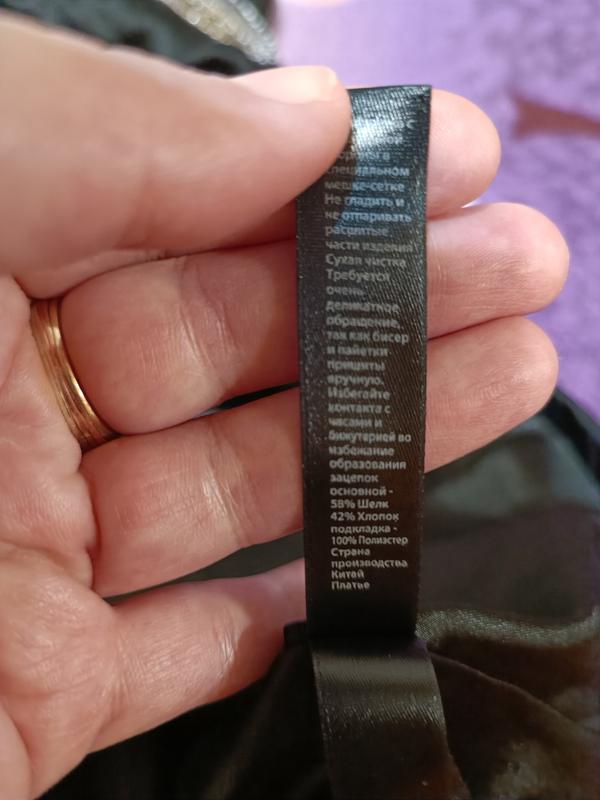 специальном
мешке-сетке
Не гладить и
не отпаривать
расшитые
части изделия
Сухая чистка
Требуется
очень
деликатное
обращение,
так как бисер
и пайетки
пришиты
вручную.
Избегайте
контакта с
часами и
бижутерией во
избежание
образования
зацепок
основной -
58% Шелк
42% Хлопок
подкладка -
100% Полиэстер
Страна
производства
Китай
Платье